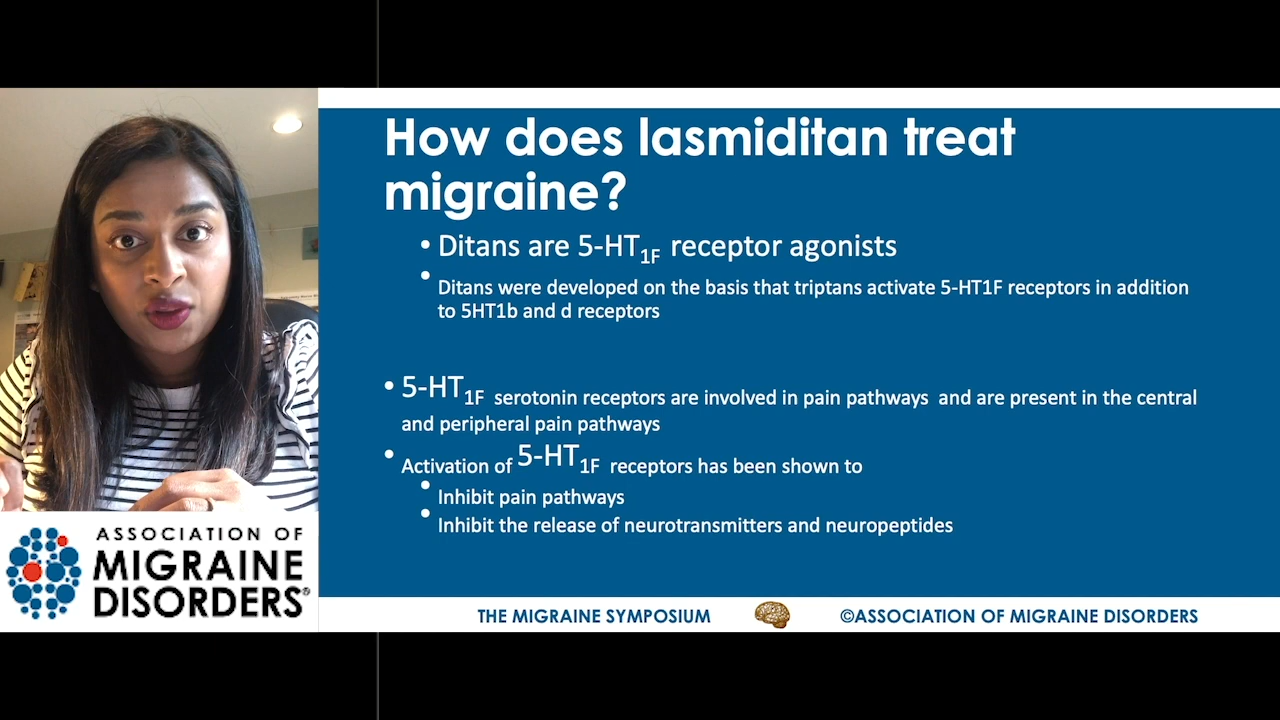 How does lasmiditan treat
migraine?
• Ditans are 5-HT1F receptor agonists
• Ditans were developed on the basis that triptans activate 5-HT1F receptors in addition
to 5HT1b and d receptors
• 5-HT1F serotonin receptors are involved in pain pathways and are present in the central
and peripheral pain pathways
• Activation of 5-HT1F receptors has been shown to
• Inhibit pain pathways
• Inhibit the release of neurotransmitters and neuropeptides
ASSOCIATION OF
MIGRAINE
DISORDERS®
THE MIGRAINE SYMPOSIUM
©ASSOCIATION OF MIGRAINE DISORDERS